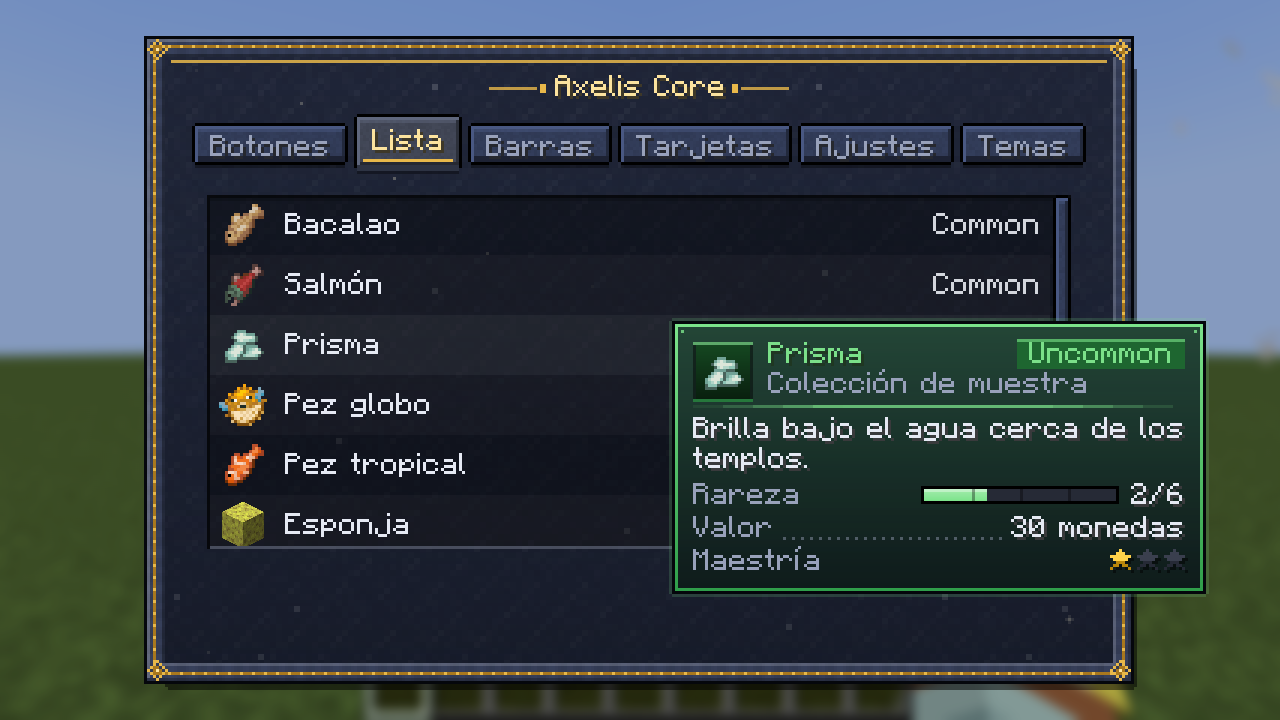 Axelis Core
Botones Lista Barras Tarjetas Ajustes Temas
Bacalao Common
Salmón Common
Prisma
Pez globo
Pez tropical
Esponja
Prisma Uncommon
Colección de muestra
Brilla bajo el agua cerca de los
templos.
Rareza 2/6
Valor 30 monedas
Maestría